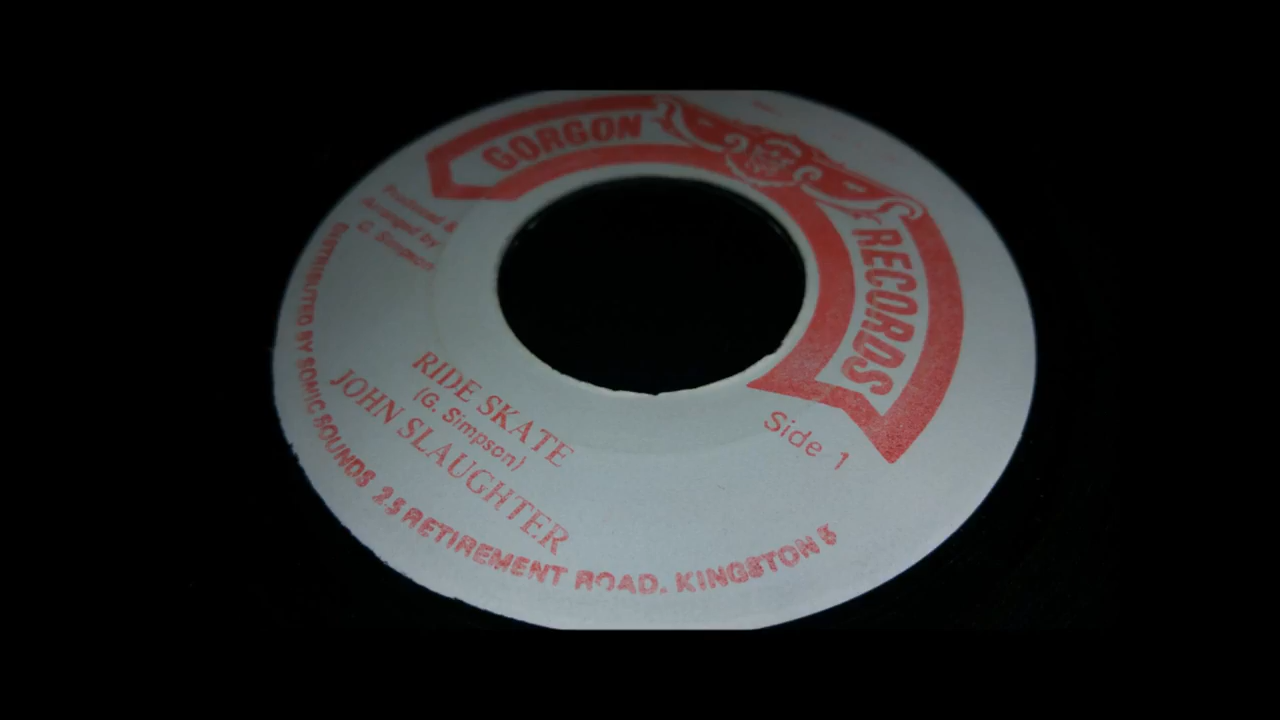 GORGON RECORDS
Produced &
Arranged by
G. Simpson
Side 1
RIDE SKATE
(G. Simpson)
JOHN SLAUGHTER
DISTRIBUTED BY SOMIC SOUNDS 25 RETIREMENT ROAD. KINGSTON 5